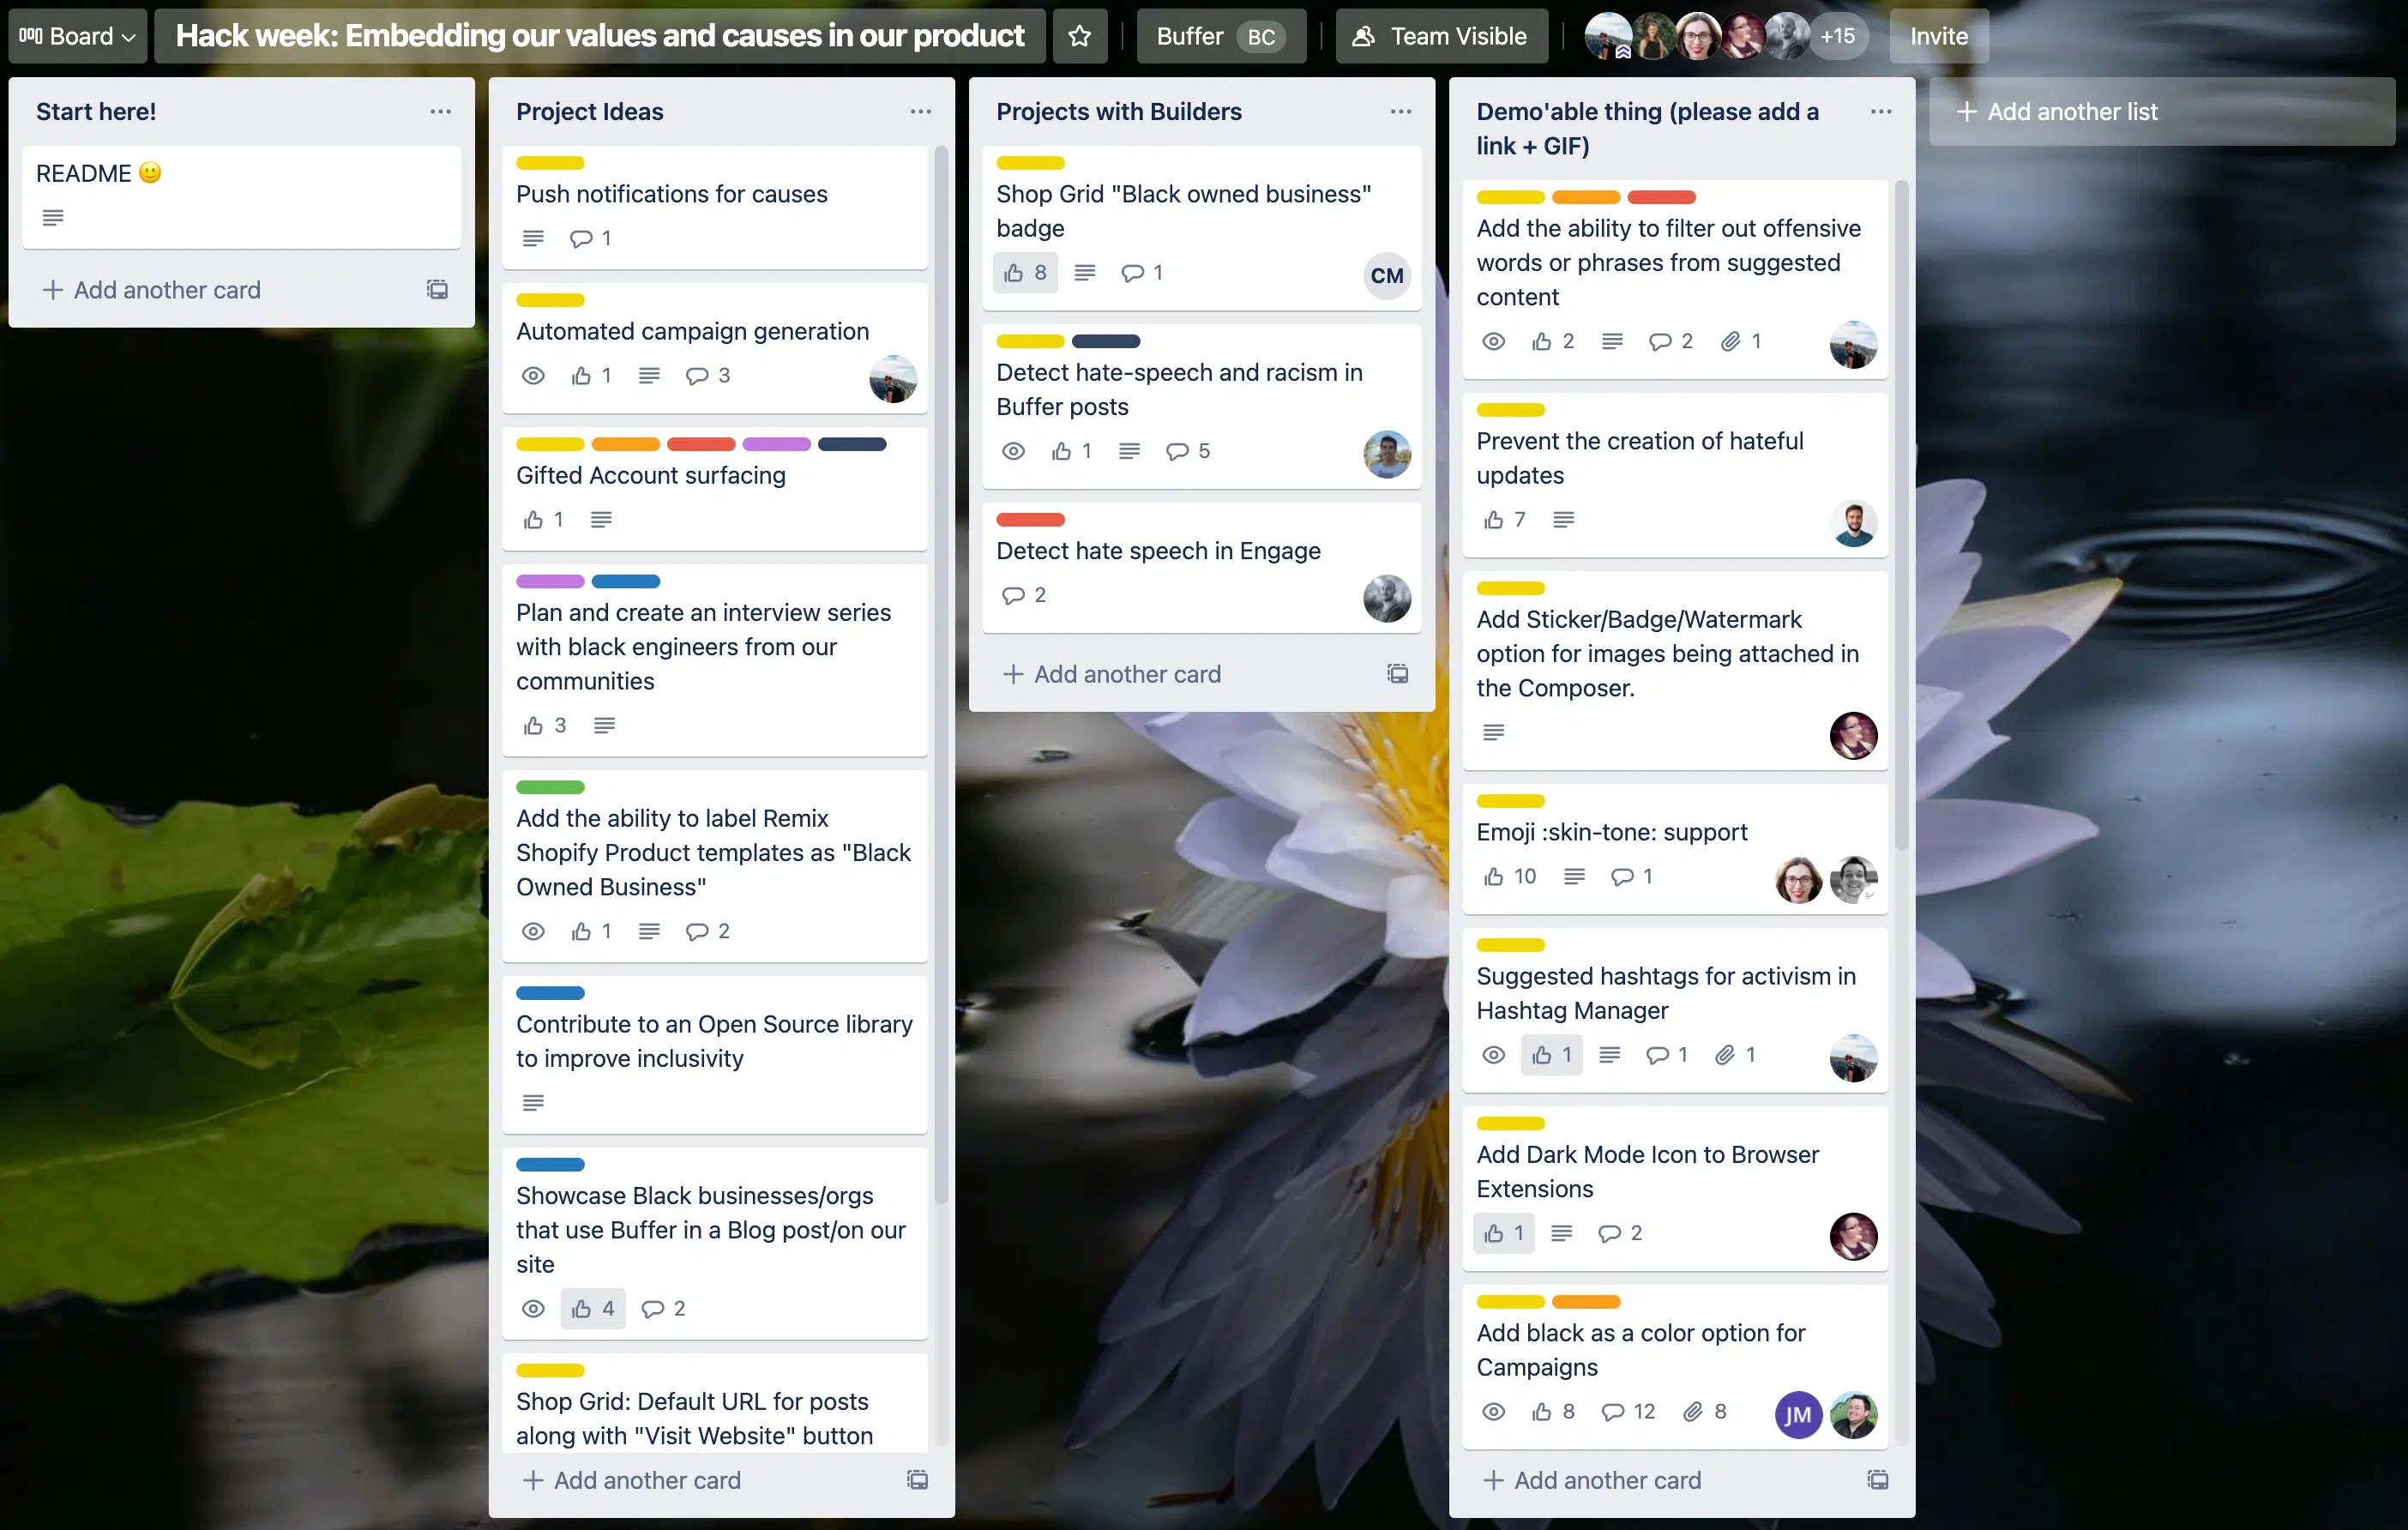 Board
Hack week: Embedding our values and causes in our product
Buffer BC
Team Visible
+15
Invite
Start here!
README 🙂
+ Add another card
Project Ideas
Push notifications for causes
1
Automated campaign generation
1 3
Gifted Account surfacing
1
Plan and create an interview series
with black engineers from our
communities
3
Add the ability to label Remix
Shopify Product templates as "Black
Owned Business"
1 2
Contribute to an Open Source library
to improve inclusivity
Showcase Black businesses/orgs
that use Buffer in a Blog post/on our
site
4 2
Shop Grid: Default URL for posts
along with "Visit Website" button
+ Add another card
Projects with Builders
Shop Grid "Black owned business"
badge
8 1 CM
Detect hate-speech and racism in
Buffer posts
1 5
Detect hate speech in Engage
2
+ Add another card
Demo'able thing (please add a
link + GIF)
Add the ability to filter out offensive
words or phrases from suggested
content
2 2 1
Prevent the creation of hateful
updates
7
Add Sticker/Badge/Watermark
option for images being attached in
the Composer.
Emoji :skin-tone: support
10 1
Suggested hashtags for activism in
Hashtag Manager
1 1 1
Add Dark Mode Icon to Browser
Extensions
1 2
Add black as a color option for
Campaigns
8 12 8 JM
+ Add another card
+ Add another list